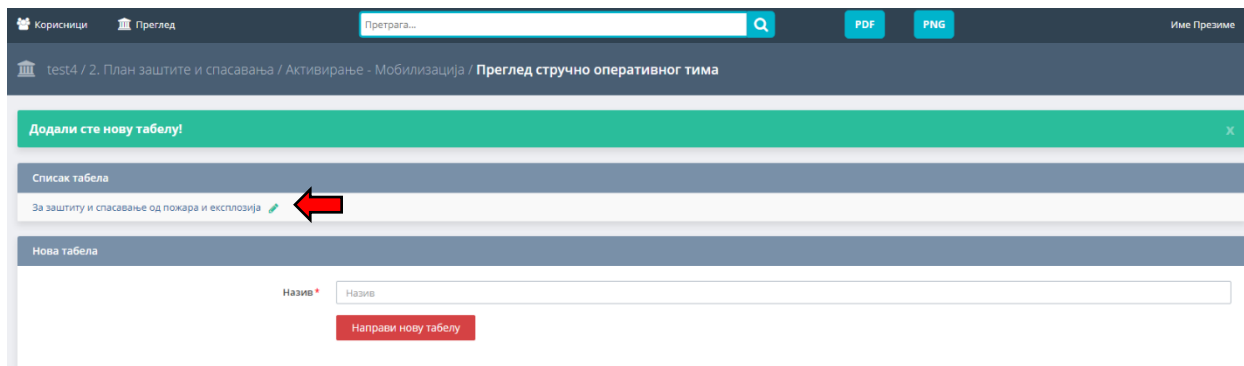 Корисници Преглед Претрага... PDF PNG Име Презиме
test4 / 2. План заштите и спасавања / Активирање - Мобилизација / Преглед стручно оперативног тима
Додали сте нову табелу! x
Списак табела
За заштиту и спасавање од пожара и експлозија
Нова табела
Назив* Назив
Направи нову табелу